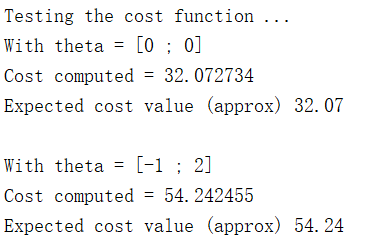 Testing the cost function ...
With theta = [0 ; 0]
Cost computed = 32.072734
Expected cost value (approx) 32.07
With theta = [-1 ; 2]
Cost computed = 54.242455
Expected cost value (approx) 54.24